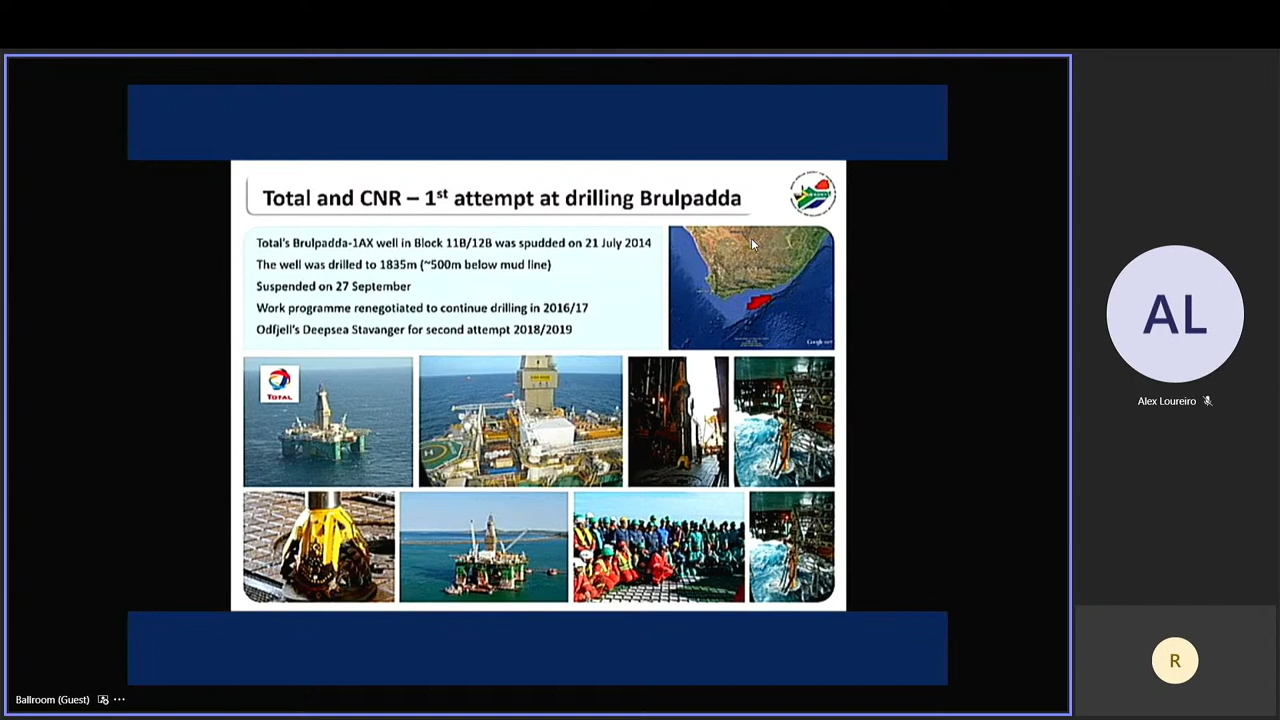 Total and CNR – 1st attempt at drilling Brulpadda
Total's Brulpadda-1AX well in Block 11B/12B was spudded on 21 July 2014
The well was drilled to 1835m (~500m below mud line)
Suspended on 27 September
Work programme renegotiated to continue drilling in 2016/17
Odfjell's Deepsea Stavanger for second attempt 2018/2019
Google
TOTAL
H
AL
Alex Loureiro
R
Ballroom (Guest)